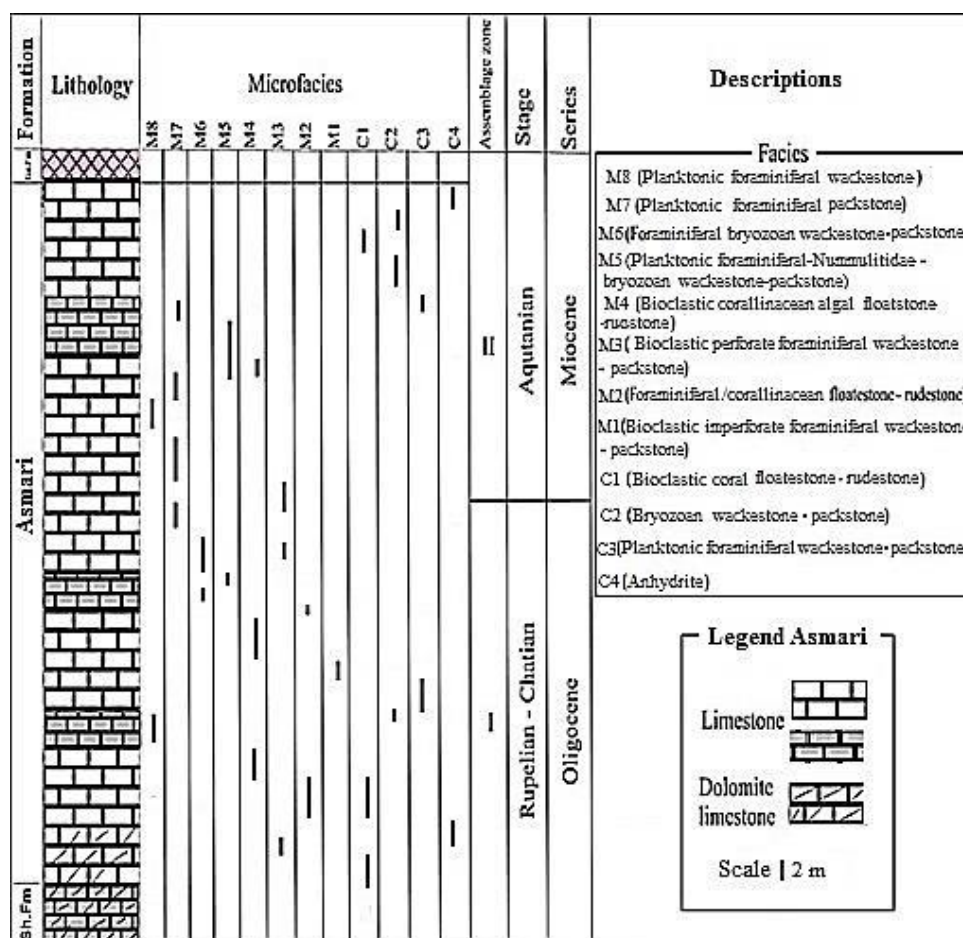 Formation
Lithology
Microfacies
Assemblage zone
Stage
Series
Descriptions
M8
M7
M6
M5
M4
M3
M2
M1
C1
C2
C3
C4
Asmari
Sh.Fm
II
I
Aqutanian
Rupelian - Chatian
Miocene
Oligocene
Facies
M8 (Planktonic foraminiferal wackestone)
M7 (Planktonic foraminiferal packstone)
M6(Foraminiferal bryozoan wackestone-packstone
M5 (Planktonic foraminiferal-Nummulitidae -
bryozoan wackestone-packstone)
M4 (Bioclastic corallinacean algal floatstone
-rudstone)
M3( Bioclastic perforate foraminiferal wackestone
- packstone)
M2(Foraminiferal/corallinacean floatestone- rudestone)
M1(Bioclastic imperforate foraminiferal wackestone
- packstone)
C1 (Bioclastic coral floatestone - rudestone)
C2 (Bryozoan wackestone - packstone)
C3(Planktonic foraminiferal wackestone-packstone
C4 (Anhydrite)
Legend Asmari
Limestone
Dolomite
limestone
Scale | 2 m